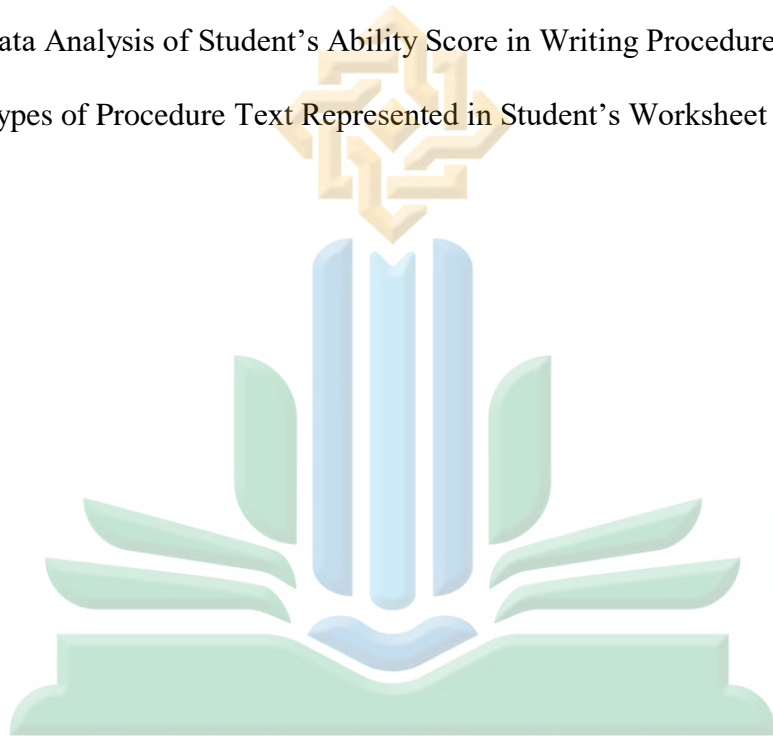 ata Analysis of Student’s Ability Score in Writing Procedure
ypes of Procedure Text Represented in Student’s Worksheet